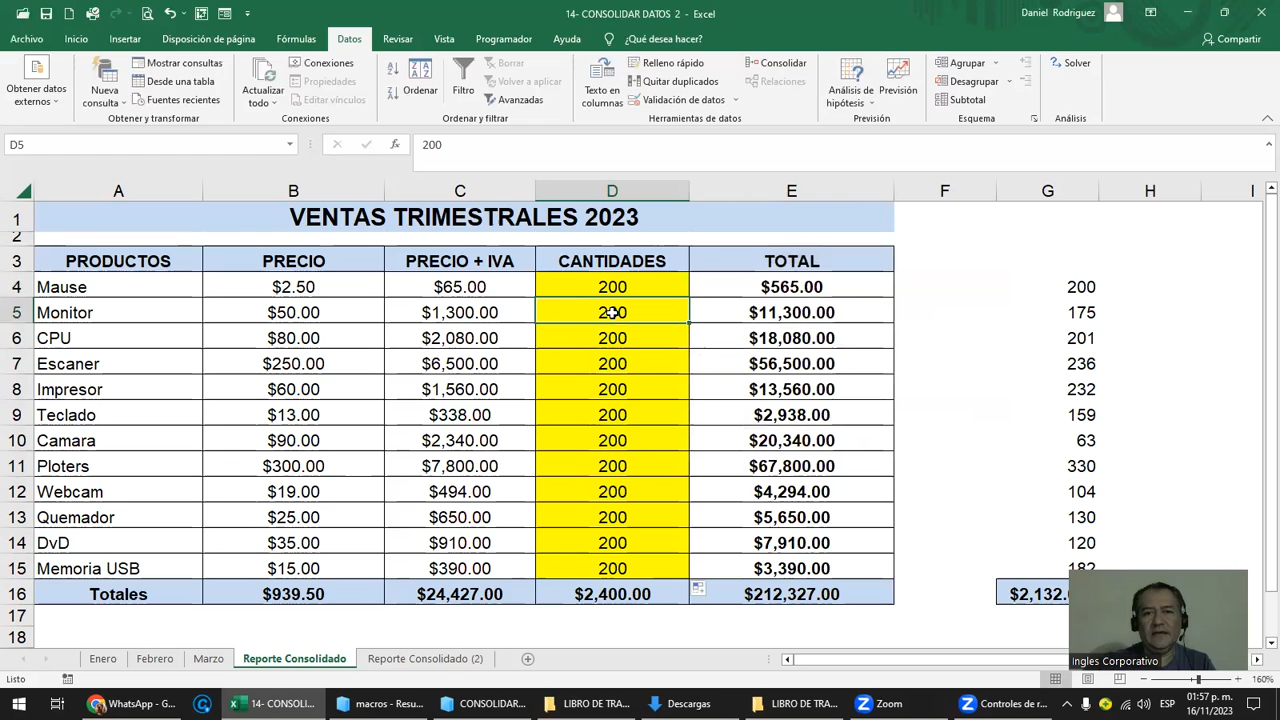 14- CONSOLIDAR DATOS 2 - Excel
Daniel Rodriguez
Archivo Inicio Insertar Disposición de página Fórmulas Datos Revisar Vista Programador Ayuda ¿Qué desea hacer? Compartir
Obtener datos externos
Nueva consulta
Mostrar consultas
Desde una tabla
Fuentes recientes
Obtener y transformar
Actualizar todo
Conexiones
Propiedades
Editar vínculos
Conexiones
Ordenar
Filtro
Borrar
Volver a aplicar
Avanzadas
Ordenar y filtrar
Texto en columnas
Relleno rápido
Quitar duplicados
Validación de datos
Consolidar
Relaciones
Herramientas de datos
Análisis de hipótesis
Previsión
Previsión
Agrupar
Desagrupar
Subtotal
Esquema
Solver
Análisis
D5 fx 200
A B C D E F G H I
1 VENTAS TRIMESTRALES 2023
2
3 PRODUCTOS PRECIO PRECIO + IVA CANTIDADES TOTAL
4 Mause $2.50 $65.00 200 $565.00 200
5 Monitor $50.00 $1,300.00 200 $11,300.00 175
6 CPU $80.00 $2,080.00 200 $18,080.00 201
7 Escaner $250.00 $6,500.00 200 $56,500.00 236
8 Impresor $60.00 $1,560.00 200 $13,560.00 232
9 Teclado $13.00 $338.00 200 $2,938.00 159
10 Camara $90.00 $2,340.00 200 $20,340.00 63
11 Ploters $300.00 $7,800.00 200 $67,800.00 330
12 Webcam $19.00 $494.00 200 $4,294.00 104
13 Quemador $25.00 $650.00 200 $5,650.00 130
14 DvD $35.00 $910.00 200 $7,910.00 120
15 Memoria USB $15.00 $390.00 200 $3,390.00 182
16 Totales $939.50 $24,427.00 $2,400.00 $212,327.00 $2,132.
17
18
Ingles Corporativo
Enero Febrero Marzo Reporte Consolidado Reporte Consolidado (2)
Listo 160%
WhatsApp - G... 14- CONSOLI... macros - Resu... CONSOLIDAR... LIBRO DE TRA... Descargas LIBRO DE TRA... Zoom Controles de r... ESP
01:57 p. m.
16/11/2023